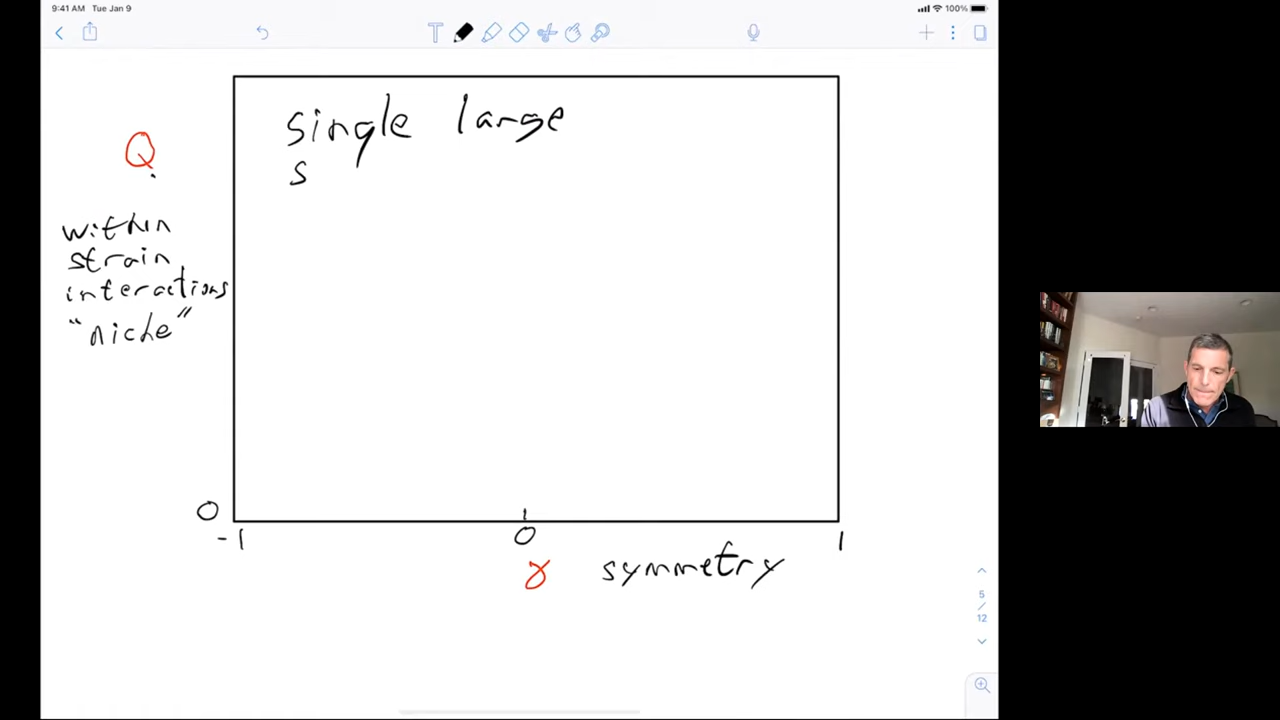 9:41 AM Tue Jan 9
100%
T
single large
s
Q
within
strain
interactions
"niche"
0
-1
0
1
γ symmetry
5
/
12